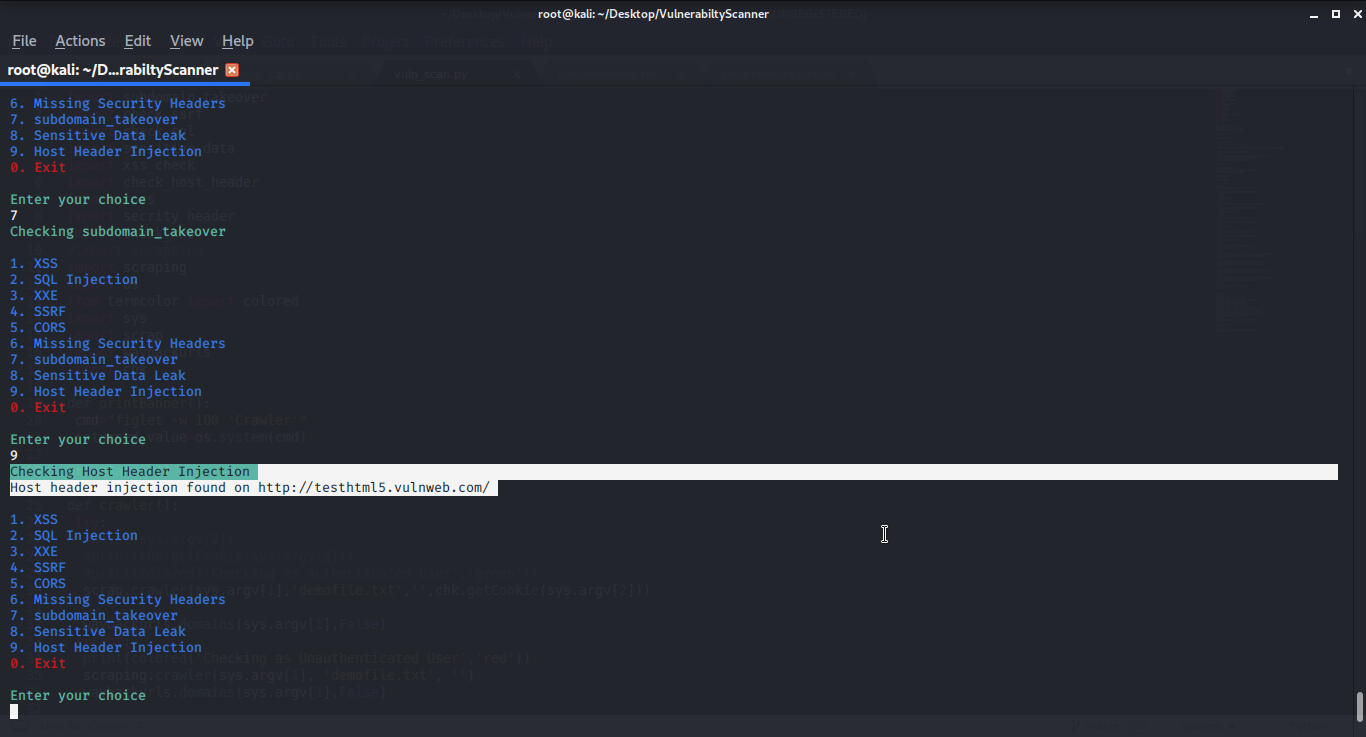 root@kali: ~/Desktop/VulnerabiltyScanner
File Actions Edit View Help
root@kali: ~/D...rabiltyScanner
vuln_scan.py
6. Missing Security Headers
7. subdomain_takeover
8. Sensitive Data Leak
9. Host Header Injection
0. Exit
Enter your choice
7
Checking subdomain_takeover
1. XSS
2. SQL Injection
3. XXE
4. SSRF
5. CORS
6. Missing Security Headers
7. subdomain_takeover
8. Sensitive Data Leak
9. Host Header Injection
0. Exit
Enter your choice
9
Checking Host Header Injection
Host header injection found on http://testhtml5.vulnweb.com/
1. XSS
2. SQL Injection
3. XXE
4. SSRF
5. CORS
6. Missing Security Headers
7. subdomain_takeover
8. Sensitive Data Leak
9. Host Header Injection
0. Exit
Enter your choice